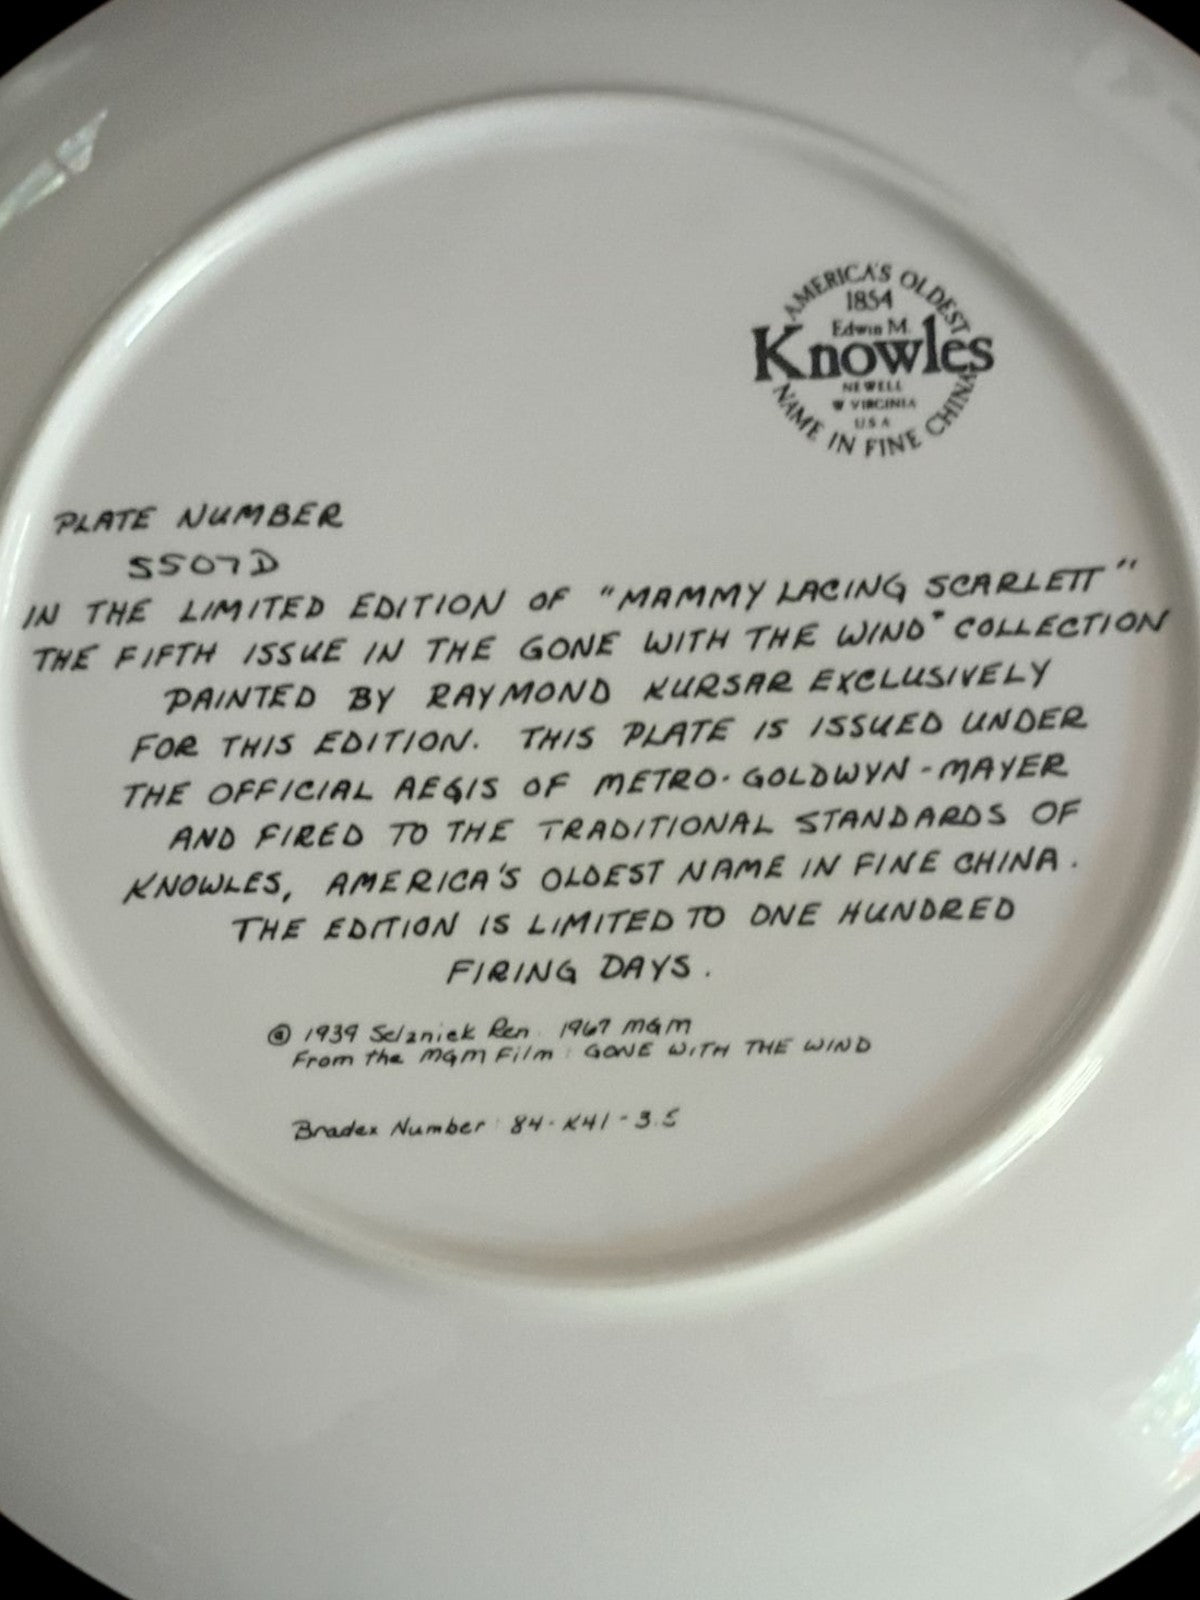 AMERICA'S OLDEST
1854
Edwin M.
Knowles
NEWELL
W VIRGINIA
USA
NAME IN FINE CHINA
PLATE NUMBER
5507D
IN THE LIMITED EDITION OF "MAMMY LACING SCARLETT"
THE FIFTH ISSUE IN THE GONE WITH THE WIND" COLLECTION
PAINTED BY RAYMOND KURSAR EXCLUSIVELY
FOR THIS EDITION. THIS PLATE IS ISSUED UNDER
THE OFFICIAL AEGIS OF METRO-GOLDWYN-MAYER
AND FIRED TO THE TRADITIONAL STANDARDS OF
KNOWLES, AMERICA'S OLDEST NAME IN FINE CHINA.
THE EDITION IS LIMITED TO ONE HUNDRED
FIRING DAYS.
© 1939 Selznick Ren. 1967 MGM
From the MGM Film: GONE WITH THE WIND
Bradex Number: 84-K41-3.5